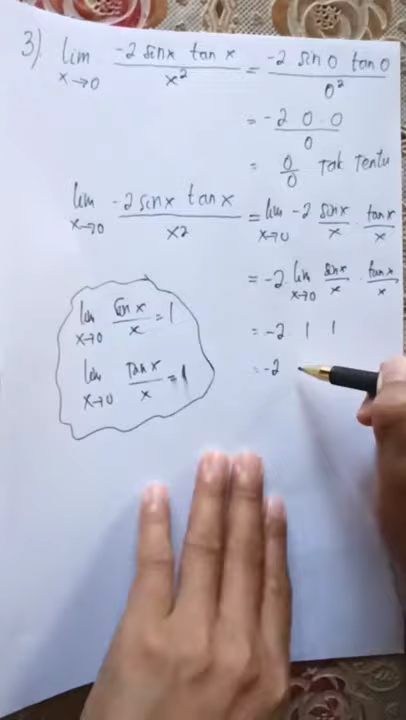 3) lim x→0 -2 sin x tan x / x² = -2 sin 0 tan 0 / 0²
= -2 0 . 0 / 0
= 0/0 Tak Tentu
lim x→0 -2 sin x tan x / x2 = lim x→0 -2 sin x / x . tan x / x
= -2 . lim x→0 sin x / x . tan x / x
= -2 . 1 1
= -2
lim x→0 Sin x / x = 1
lim x→0 Tan x / x = 1